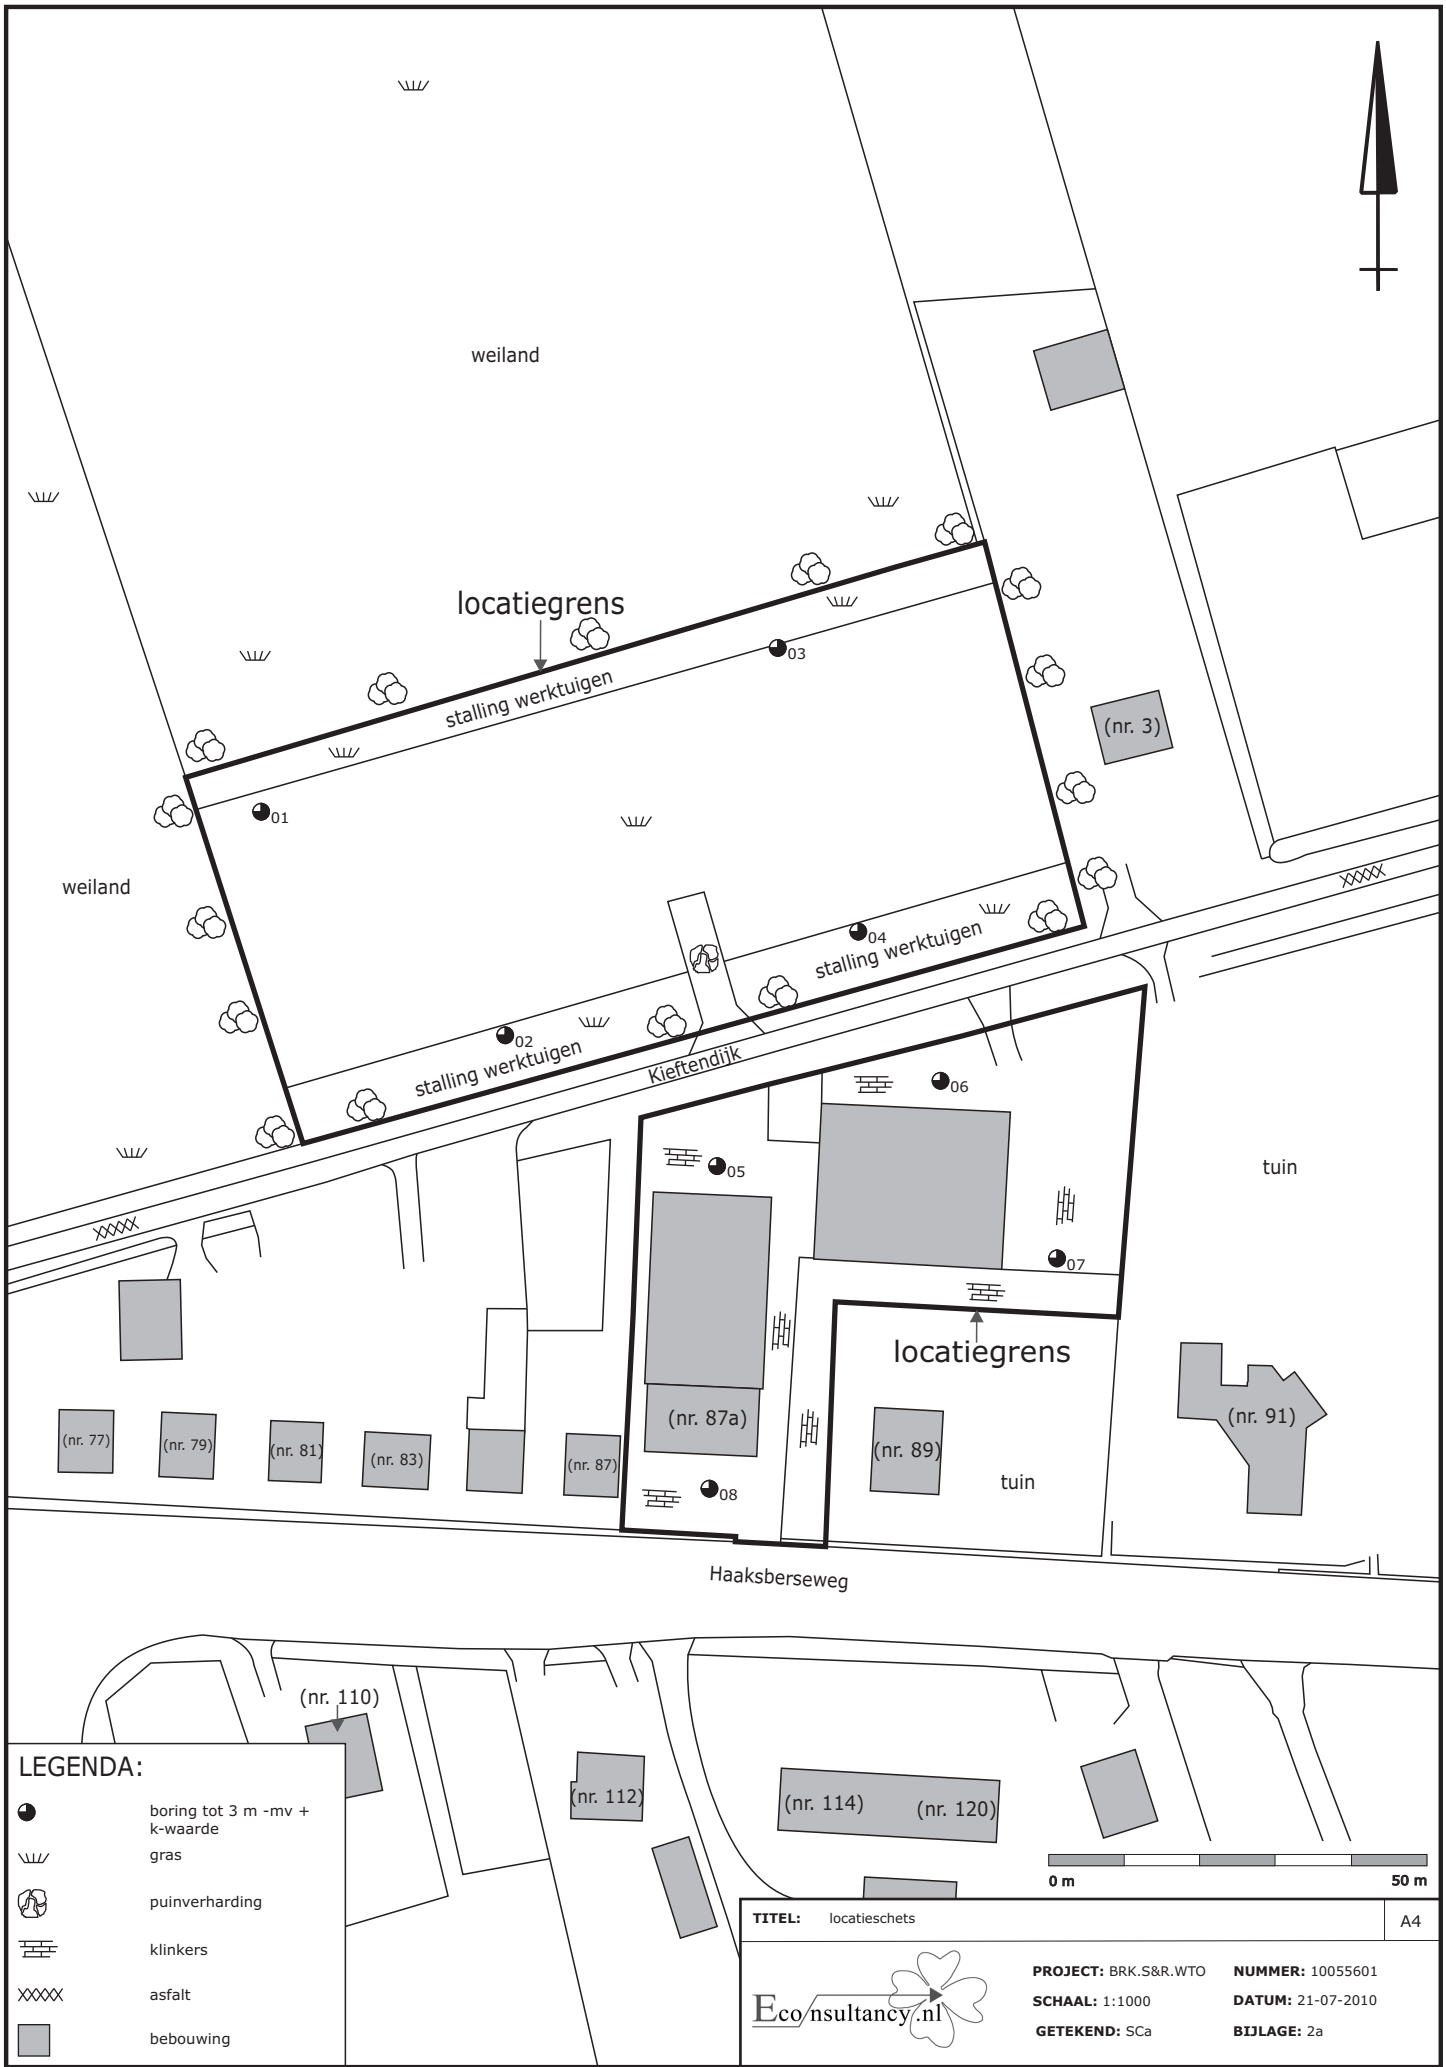 weiland
locatiegrens
stalling werktuigen
03
(nr. 3)
01
weiland
04
stalling werktuigen
02
stalling werktuigen
Kieftendijk
06
05
tuin
07
locatiegrens
(nr. 87a)
(nr. 91)
(nr. 77)
(nr. 79)
(nr. 81)
(nr. 83)
(nr. 87)
(nr. 89)
tuin
08
Haaksberseweg
(nr. 110)
(nr. 112)
(nr. 114)
(nr. 120)
LEGENDA:
boring tot 3 m -mv +
k-waarde
gras
puinverharding
klinkers
asfalt
bebouwing
0 m
50 m
TITEL: locatieschets
A4
Econsultancy.nl
PROJECT: BRK.S&R.WTO
NUMMER: 10055601
SCHAAL: 1:1000
DATUM: 21-07-2010
GETEKEND: SCa
BIJLAGE: 2a